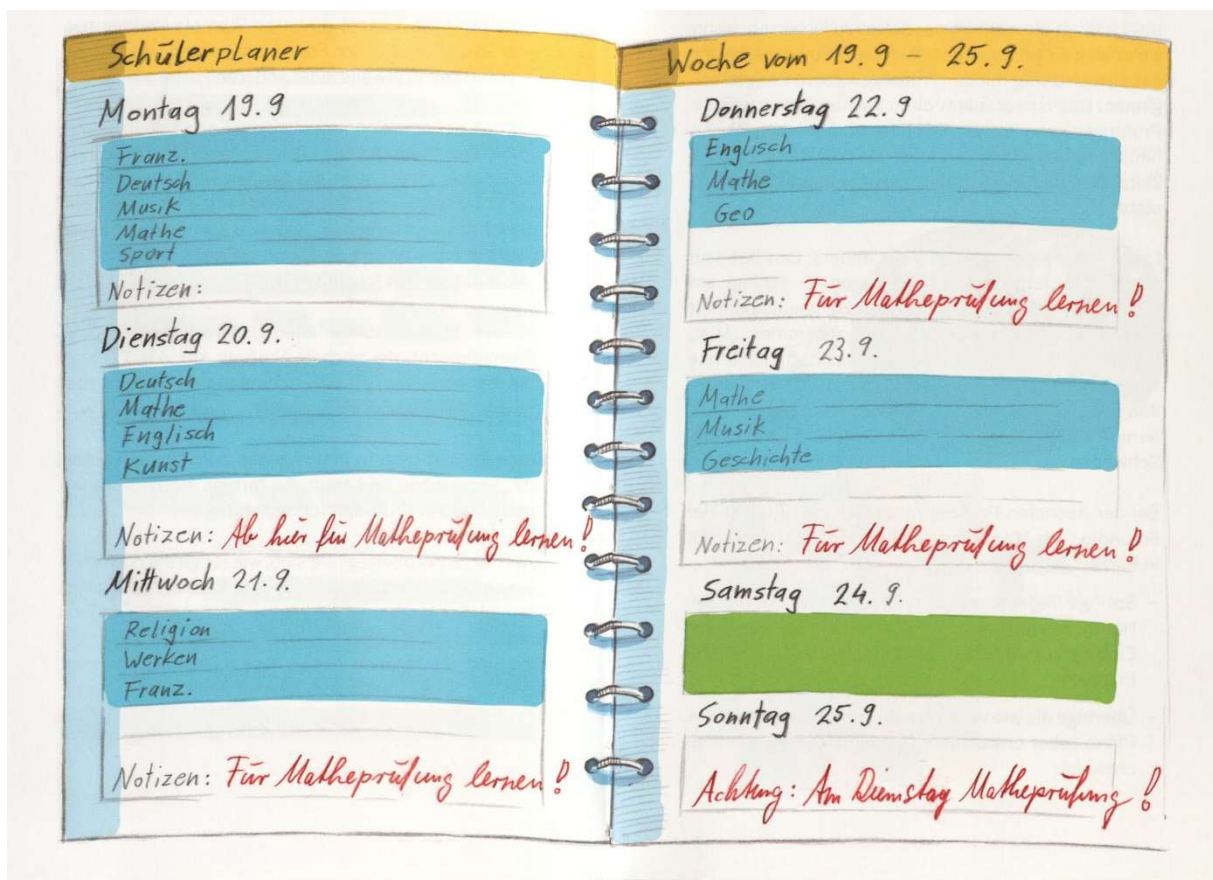 Schülerplaner
Montag 19.9
Franz.
Deutsch
Musik
Mathe
Sport
Notizen:
Dienstag 20.9.
Deutsch
Mathe
Englisch
Kunst
Notizen: Ab hier für Matheprüfung lernen!
Mittwoch 21.9.
Religion
Werken
Franz.
Notizen: Für Matheprüfung lernen!
Woche vom 19.9 – 25.9.
Donnerstag 22.9
Englisch
Mathe
Geo
Notizen: Für Matheprüfung lernen!
Freitag 23.9.
Mathe
Musik
Geschichte
Notizen: Für Matheprüfung lernen!
Samstag 24.9.
Sonntag 25.9.
Achtung: Am Dienstag Matheprüfung!